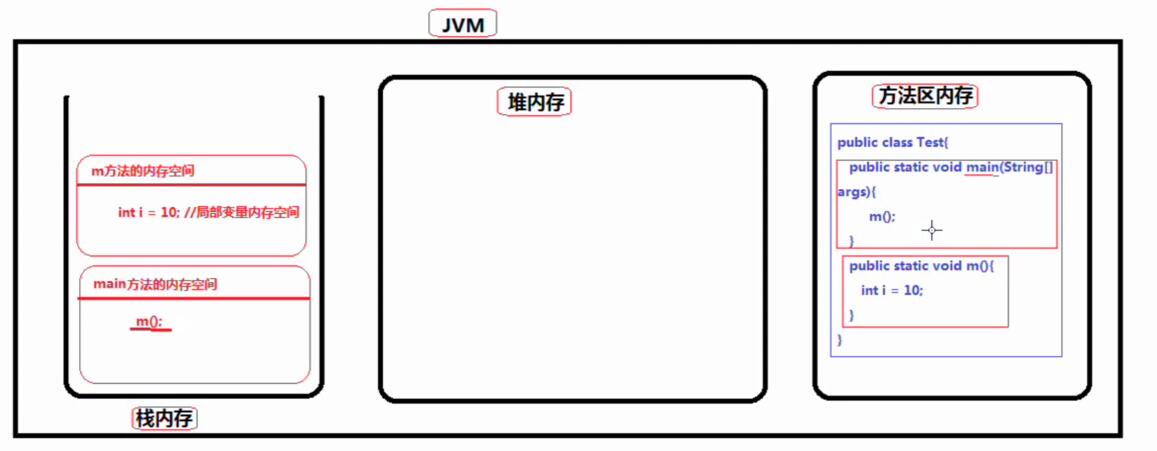 JVM
m方法的内存空间
int i = 10; //局部变量内存空间
main方法的内存空间
m();
栈内存
堆内存
方法区内存
public class Test{
public static void main(String[]
args){
m();
}
public static void m(){
int i = 10;
}
}